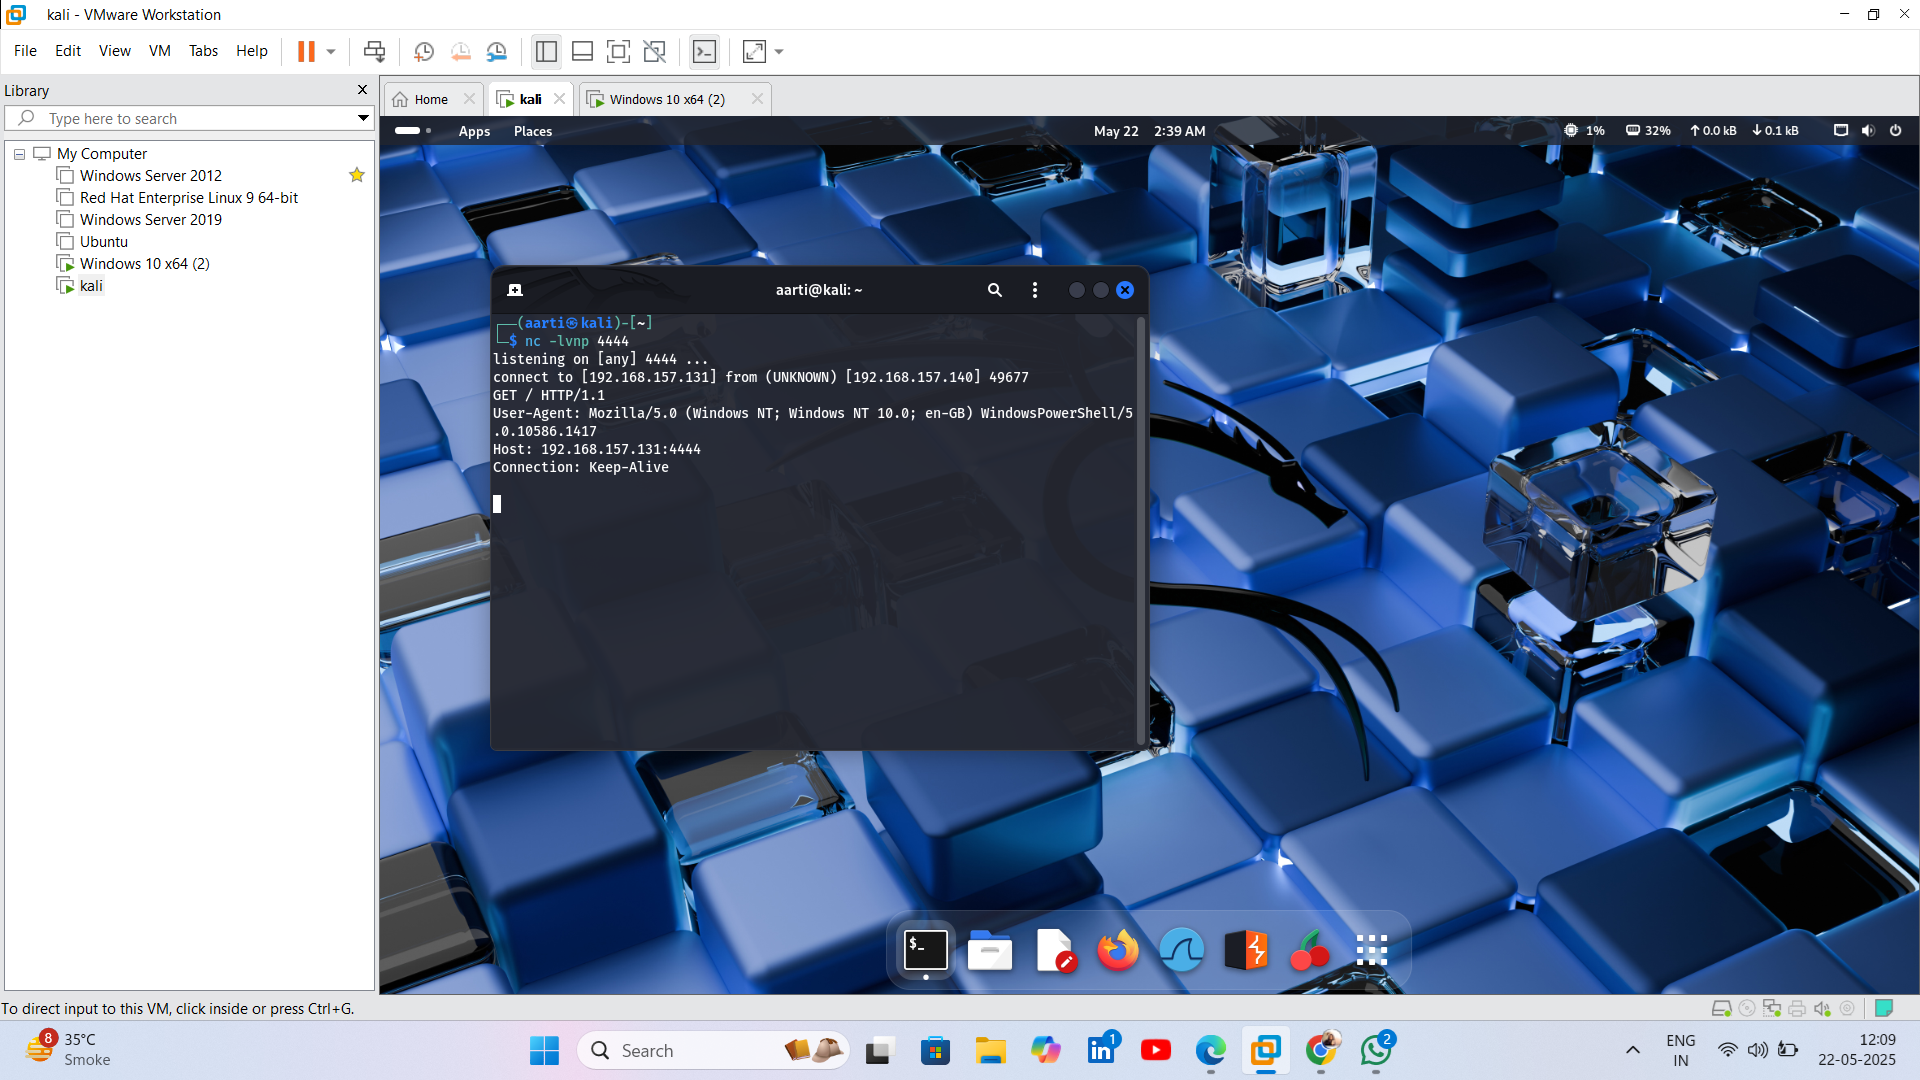 kali - VMware Workstation
File Edit View VM Tabs Help
Library
Type here to search
My Computer
Windows Server 2012
Red Hat Enterprise Linux 9 64-bit
Windows Server 2019
Ubuntu
Windows 10 x64 (2)
kali
Home kali Windows 10 x64 (2)
Apps Places May 22 2:39 AM 1% 32% 0.0 kB 0.1 kB
aarti@kali: ~
(aarti㉿kali)-[~]
$ nc -lvnp 4444
listening on [any] 4444 ...
connect to [192.168.157.131] from (UNKNOWN) [192.168.157.140] 49677
GET / HTTP/1.1
User-Agent: Mozilla/5.0 (Windows NT; Windows NT 10.0; en-GB) WindowsPowerShell/5
.0.10586.1417
Host: 192.168.157.131:4444
Connection: Keep-Alive
$_
To direct input to this VM, click inside or press Ctrl+G.
8 35°C
Smoke
Search
1
2
ENG
IN
12:09
22-05-2025